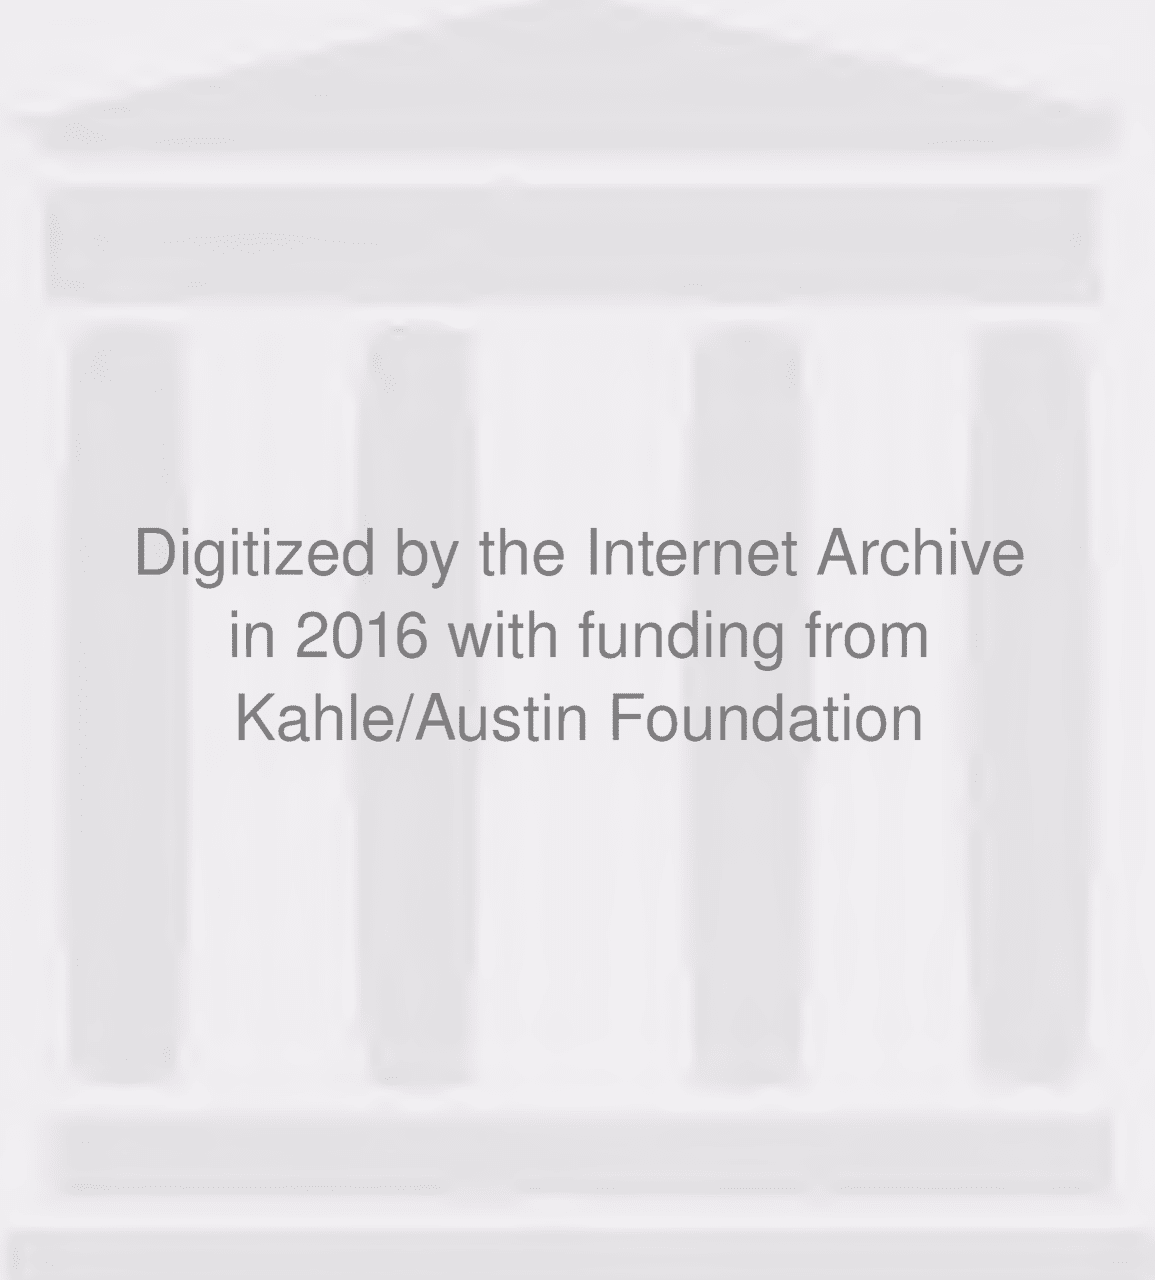 Digitized by the Internet Archive
in 2016 with funding from
Kahle/Austin Foundation